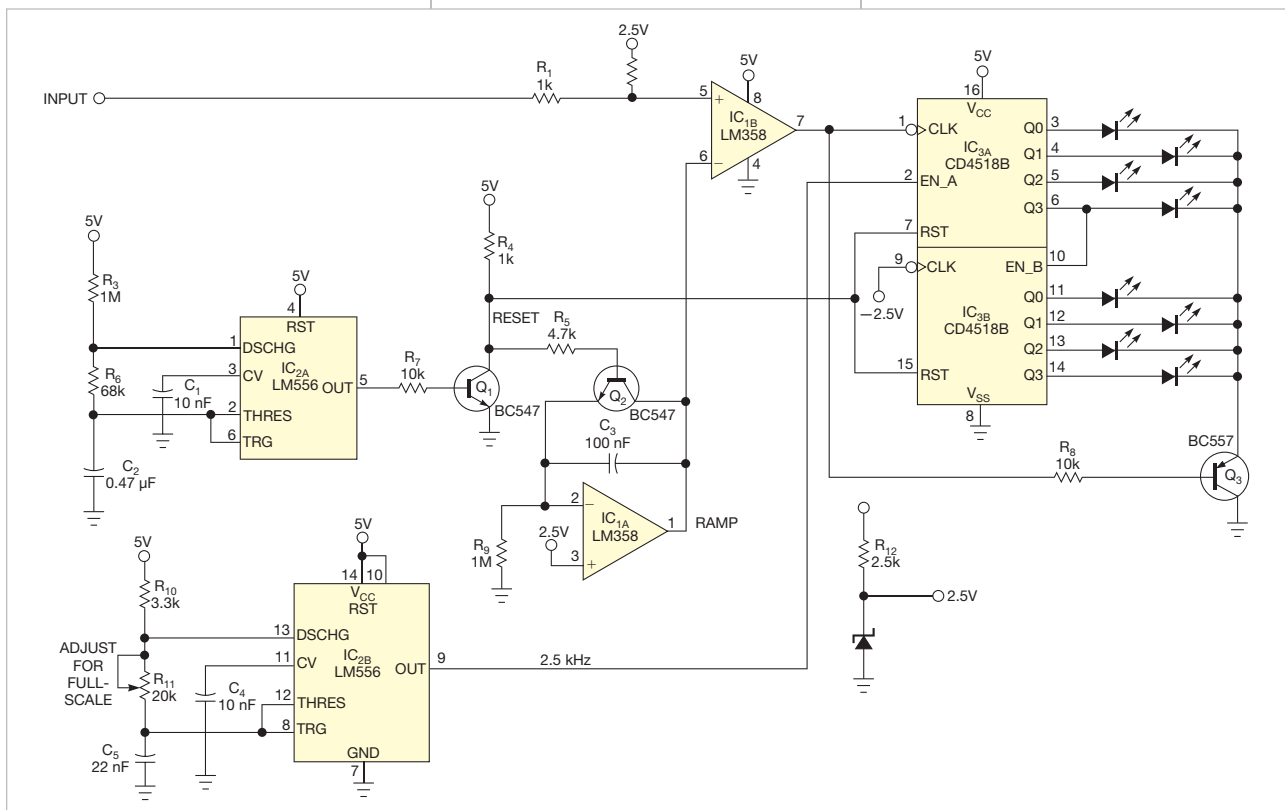 2.5V
R1
1k
INPUT
5
+
5V
8
IC1B
LM358
7
6
−
4
5V
16
VCC
1
CLK
Q0
3
IC3A
CD4518B
Q1
4
2
EN_A
Q2
5
Q3
6
7
RST
9
CLK
EN_B
10
−2.5V
Q0
11
IC3B
CD4518B
Q1
12
Q2
13
15
RST
Q3
14
VSS
8
5V
R4
1k
RESET
R5
4.7k
5V
R3
1M
5V
4
RST
1
DSCHG
3
CV
IC2A
LM556
OUT
5
R7
10k
Q1
BC547
Q2
BC547
R6
68k
C1
10 nF
2
THRES
6
TRG
C2
0.47 µF
C3
100 nF
2
−
IC1A
LM358
1
RAMP
2.5V
3
+
R9
1M
R8
10k
BC557
Q3
R12
2.5k
2.5V
5V
R10
3.3k
5V
14
10
VCC
RST
13
DSCHG
11
CV
IC2B
LM556
OUT
9
2.5 kHz
ADJUST
FOR
FULL-
SCALE
R11
20k
C4
10 nF
12
THRES
8
TRG
C5
22 nF
GND
7